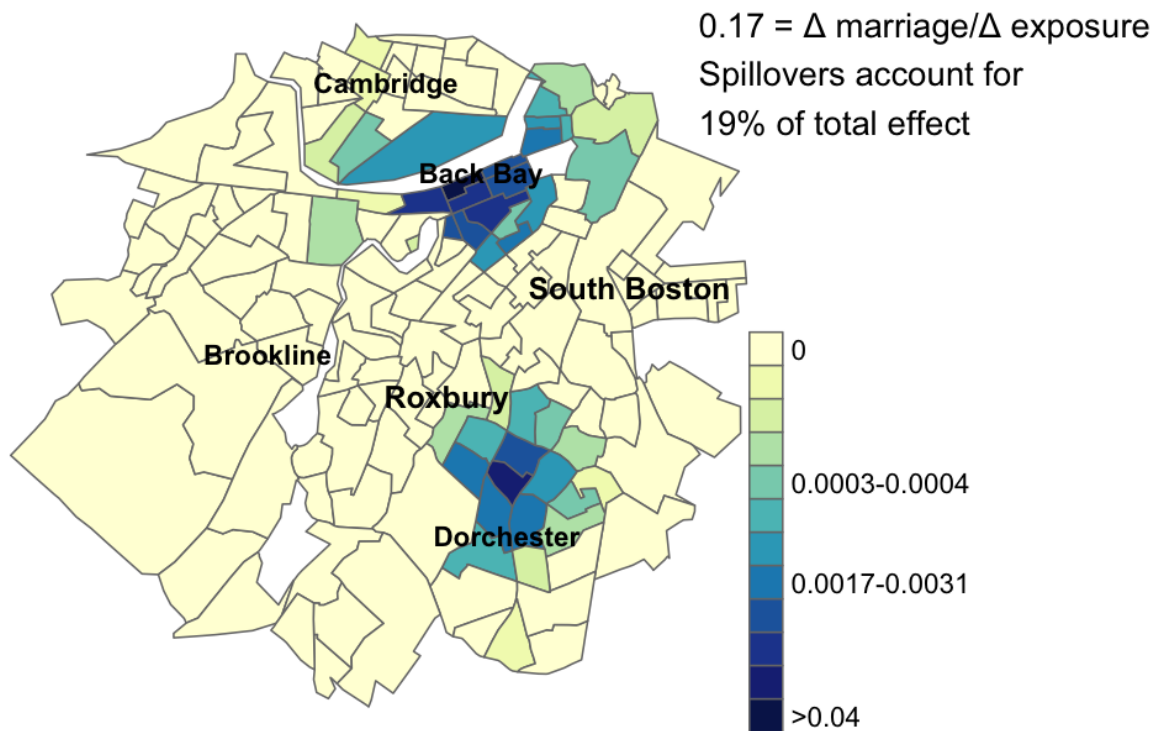 0.17 = Δ marriage/Δ exposure
Spillovers account for
19% of total effect
Cambridge
Back Bay
South Boston
Brookline
Roxbury
Dorchester
0
0.0003-0.0004
0.0017-0.0031
>0.04